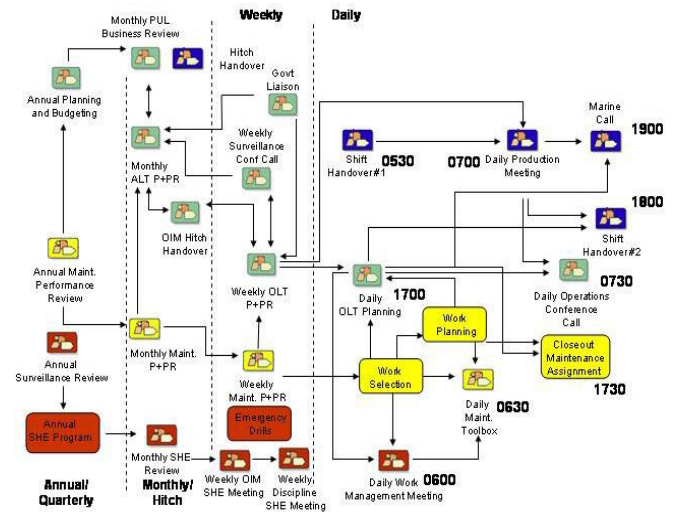 Weekly
Daily
Monthly PUL
Business Review
Hitch
Handover
Govt
Liaison
Annual Planning
and Budgeting
Weekly
Surveillance
Conf Call
Marine
Call
1900
Monthly
ALT P+PR
Shift
Handover#1
0530
0700
Daily Production
Meeting
1800
OIM Hitch
Handover
Shift
Handover#2
Annual Maint.
Performance
Review
Weekly OLT
P+PR
Daily
OLT Planning
1700
0730
Daily Operations
Conference
Call
Work
Planning
Annual
Surveillance Review
Monthly Maint.
P+PR
Weekly
Maint. P+PR
Work
Selection
Closeout
Maintenance
Assignment
1730
Daily
Maint.
Toolbox
0630
Annual
SHE Program
Emergency
Drills
Monthly SHE
Review
Weekly OIM
SHE Meeting
Weekly,
Discipline
SHE Meeting
Daily Work
Management Meeting
0600
Annual/
Quarterly
Monthly/
Hitch